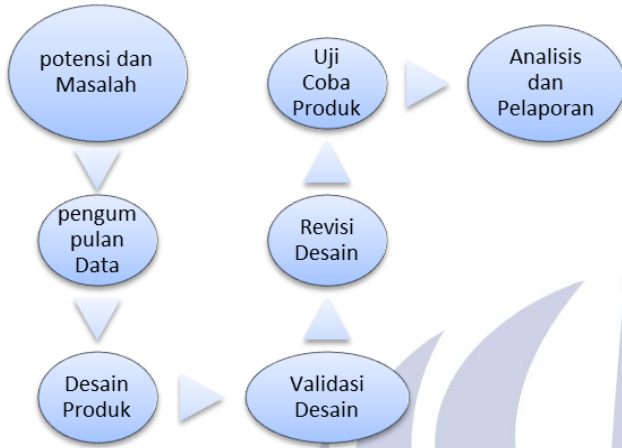 potensi dan
Masalah
pengum
pulan
Data
Desain
Produk
Validasi
Desain
Revisi
Desain
Uji
Coba
Produk
Analisis
dan
Pelaporan